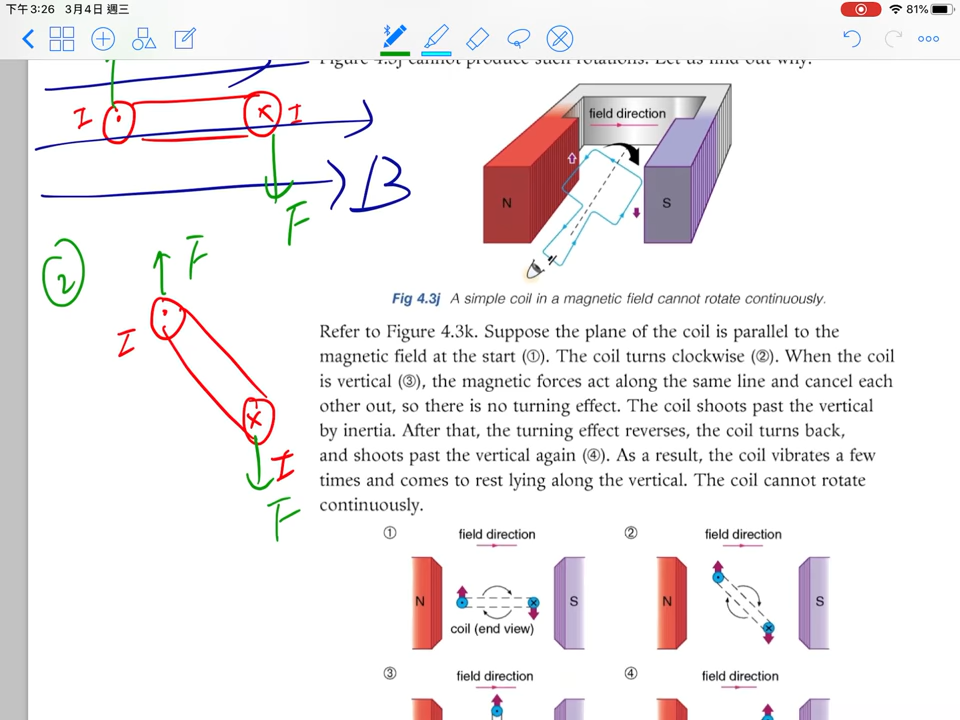 下午3:26 3月4日 週三
81%
Figure 4.3j cannot produce such rotations. Let us find out why.
I
I
B
F
field direction
N
S
Fig 4.3j A simple coil in a magnetic field cannot rotate continuously.
②
F
I
I
F
Refer to Figure 4.3k. Suppose the plane of the coil is parallel to the
magnetic field at the start (①). The coil turns clockwise (②). When the coil
is vertical (③), the magnetic forces act along the same line and cancel each
other out, so there is no turning effect. The coil shoots past the vertical
by inertia. After that, the turning effect reverses, the coil turns back,
and shoots past the vertical again (④). As a result, the coil vibrates a few
times and comes to rest lying along the vertical. The coil cannot rotate
continuously.
①
field direction
N
S
coil (end view)
②
field direction
N
S
③
field direction
④
field direction